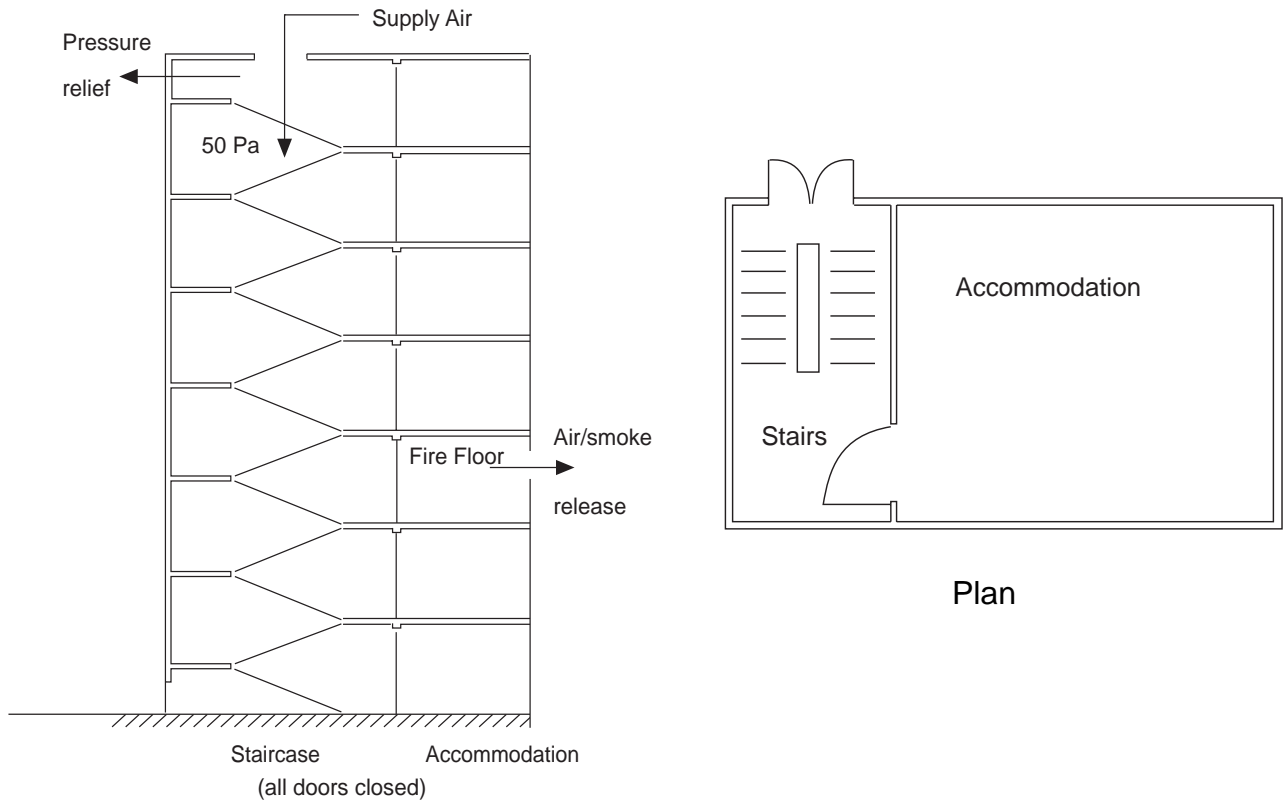 Supply Air
Pressure
relief
50 Pa
Fire Floor
Air/smoke
release
Staircase
Accommodation
(all doors closed)
Accommodation
Stairs
Plan